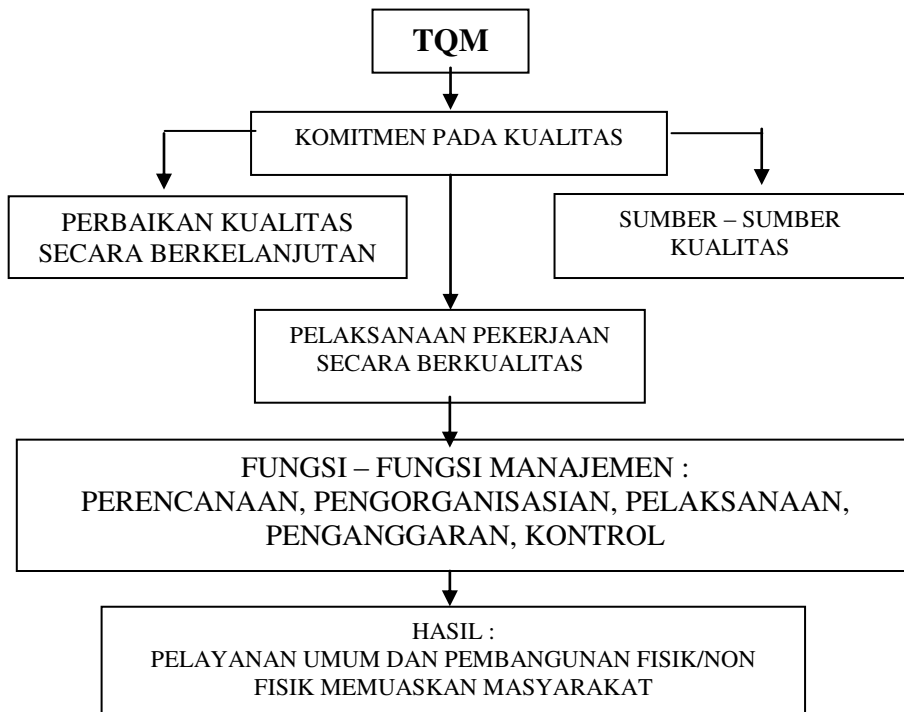 TQM
KOMITMEN PADA KUALITAS
PERBAIKAN KUALITAS
SECARA BERKELANJUTAN
SUMBER – SUMBER
KUALITAS
PELAKSANAAN PEKERJAAN
SECARA BERKUALITAS
FUNGSI – FUNGSI MANAJEMEN :
PERENCANAAN, PENGORGANISASIAN, PELAKSANAAN,
PENGANGGARAN, KONTROL
HASIL :
PELAYANAN UMUM DAN PEMBANGUNAN FISIK/NON
FISIK MEMUASKAN MASYARAKAT